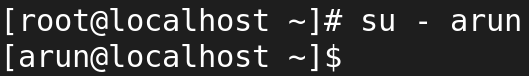 [root@localhost ~]# su - arun
[arun@localhost ~]$